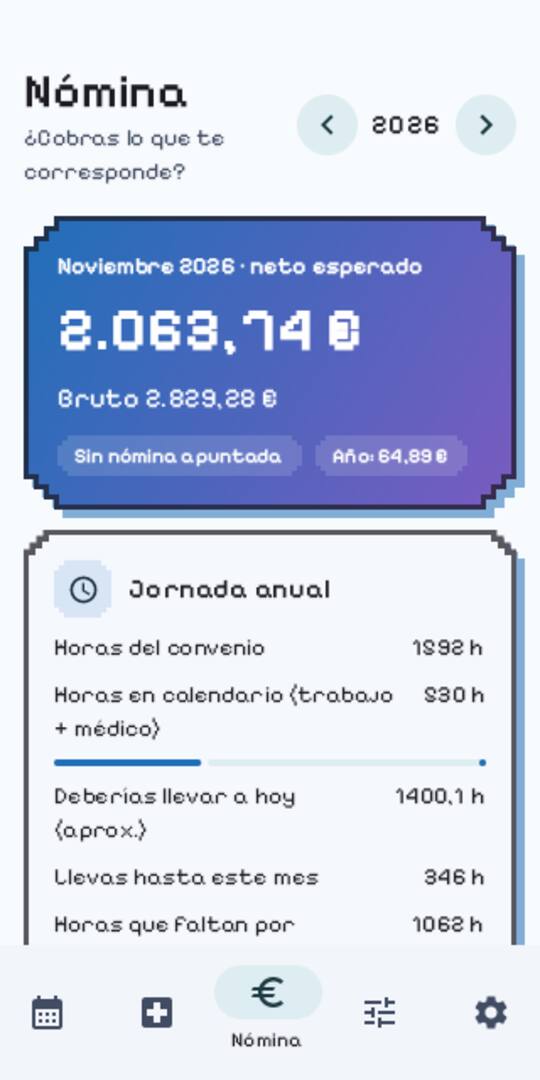 Nómina
¿Cobras lo que te
corresponde?
2026
Noviembre 2026 · neto esperado
2.063,74 €
Bruto 2.829,28 €
Sin nómina apuntada
Año: 64,89 €
Jornada anual
Horas del convenio
1592 h
Horas en calendario (trabajo
+ médico)
530 h
Deberías llevar a hoy
(aprox.)
1400,1 h
Llevas hasta este mes
346 h
Horas que faltan por
1062 h
Nómina